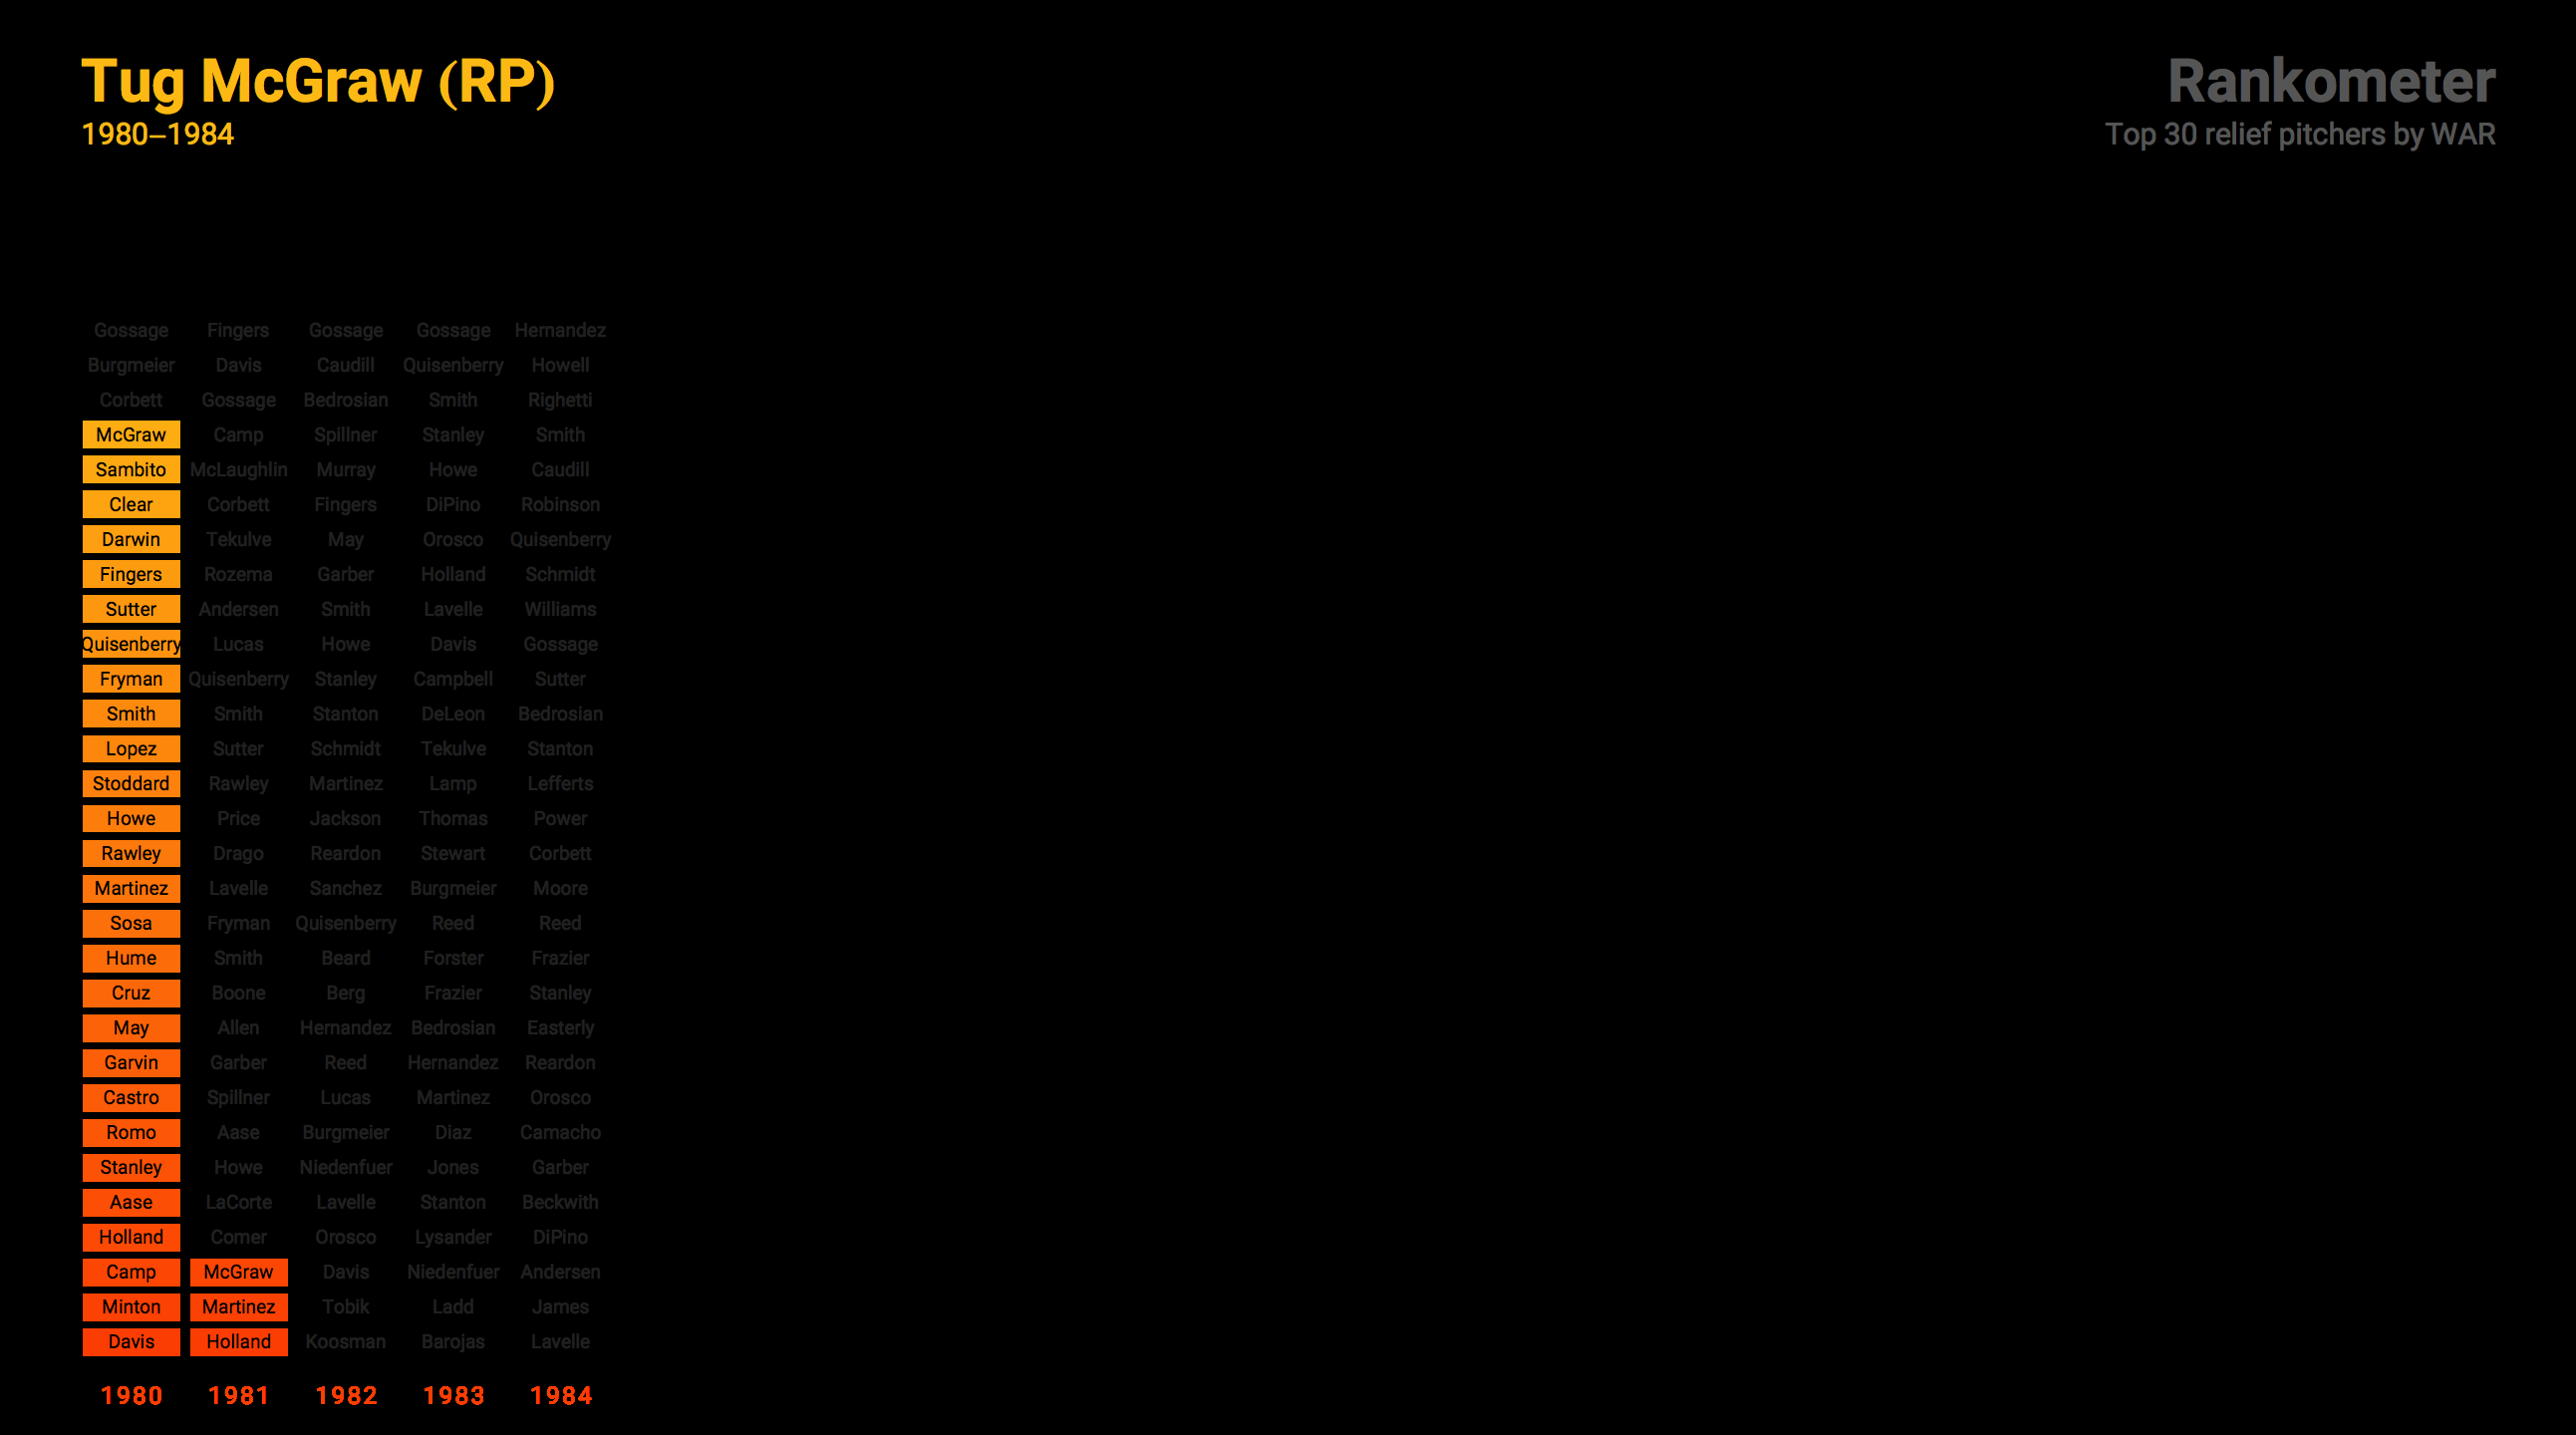 Tug McGraw (RP)
1980–1984
Rankometer
Top 30 relief pitchers by WAR
Gossage Fingers Gossage Gossage Hernandez
Burgmeier Davis Caudill Quisenberry Howell
Corbett Gossage Bedrosian Smith Righetti
McGraw Camp Spillner Stanley Smith
Sambito McLaughlin Murray Howe Caudill
Clear Corbett Fingers DiPino Robinson
Darwin Tekulve May Orosco Quisenberry
Fingers Rozema Garber Holland Schmidt
Sutter Andersen Smith Lavelle Williams
Quisenberry Lucas Howe Davis Gossage
Fryman Quisenberry Stanley Campbell Sutter
Smith Smith Stanton DeLeon Bedrosian
Lopez Sutter Schmidt Tekulve Stanton
Stoddard Rawley Martinez Lamp Lefferts
Howe Price Jackson Thomas Power
Rawley Drago Reardon Stewart Corbett
Martinez Lavelle Sanchez Burgmeier Moore
Sosa Fryman Quisenberry Reed Reed
Hume Smith Beard Forster Frazier
Cruz Boone Berg Frazier Stanley
May Allen Hernandez Bedrosian Easterly
Garvin Garber Reed Hernandez Reardon
Castro Spillner Lucas Martinez Orosco
Romo Aase Burgmeier Diaz Camacho
Stanley Howe Niedenfuer Jones Garber
Aase LaCorte Lavelle Stanton Beckwith
Holland Comer Orosco Lysander DiPino
Camp McGraw Davis Niedenfuer Andersen
Minton Martinez Tobik Ladd James
Davis Holland Koosman Barojas Lavelle
1980 1981 1982 1983 1984